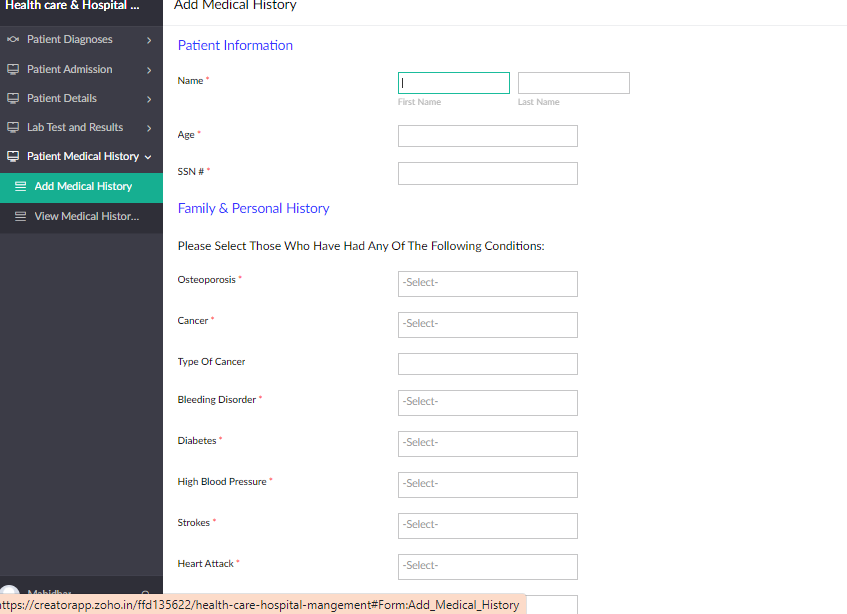 Health care & Hospital ...
Add Medical History
Patient Diagnoses
Patient Admission
Patient Details
Lab Test and Results
Patient Medical History
Add Medical History
View Medical Histor...
Patient Information
Name *
First Name
Last Name
Age *
SSN # *
Family & Personal History
Please Select Those Who Have Had Any Of The Following Conditions:
Osteoporosis *
-Select-
Cancer *
-Select-
Type Of Cancer
Bleeding Disorder *
-Select-
Diabetes *
-Select-
High Blood Pressure *
-Select-
Strokes *
-Select-
Heart Attack *
-Select-
https://creatorapp.zoho.in/ffd135622/health-care-hospital-mangement#Form:Add_Medical_History